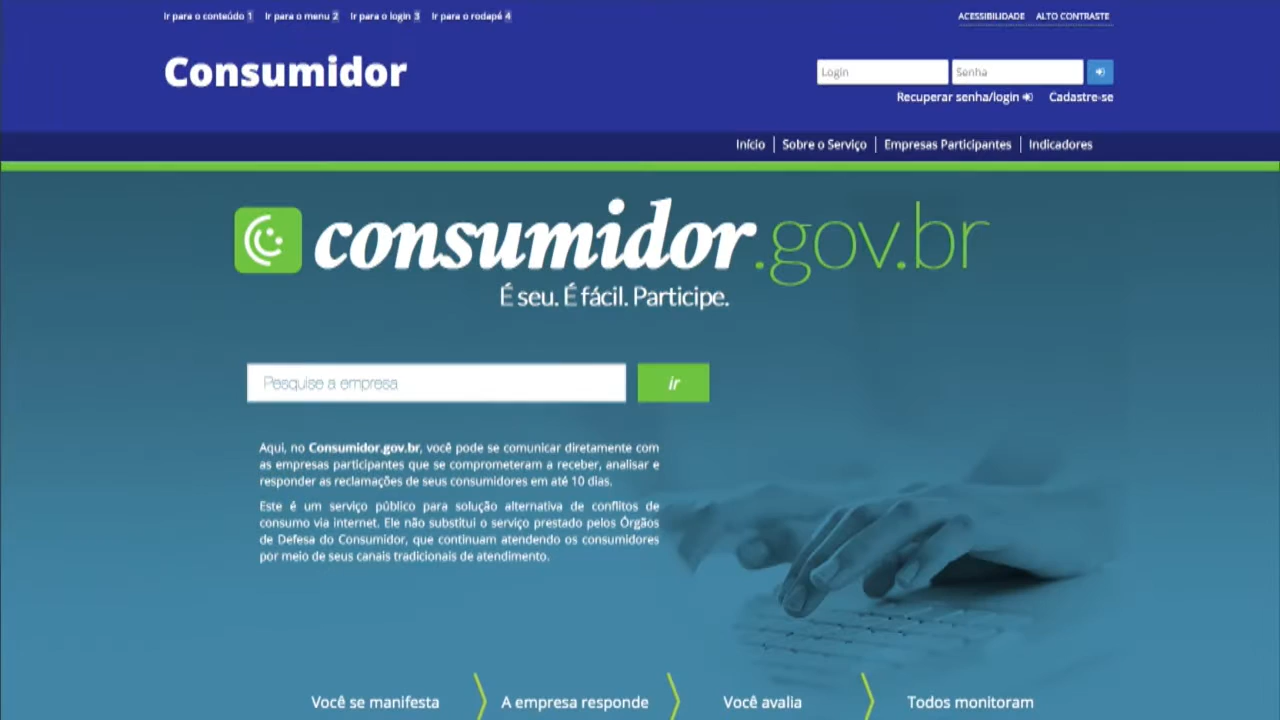 Ir para o conteúdo 1 Ir para o menu 2 Ir para o login 3 Ir para o rodapé 4
ACESSIBILIDADE ALTO CONTRASTE
Consumidor
Login Senha
Recuperar senha/login Cadastre-se
Início Sobre o Serviço Empresas Participantes Indicadores
consumidor.gov.br
É seu. É fácil. Participe.
Pesquise a empresa ir
Aqui, no Consumidor.gov.br, você pode se comunicar diretamente com
as empresas participantes que se comprometeram a receber, analisar e
responder as reclamações de seus consumidores em até 10 dias.
Este é um serviço público para solução alternativa de conflitos de
consumo via internet. Ele não substitui o serviço prestado pelos Órgãos
de Defesa do Consumidor, que continuam atendendo os consumidores
por meio de seus canais tradicionais de atendimento.
Você se manifesta A empresa responde Você avalia Todos monitoram